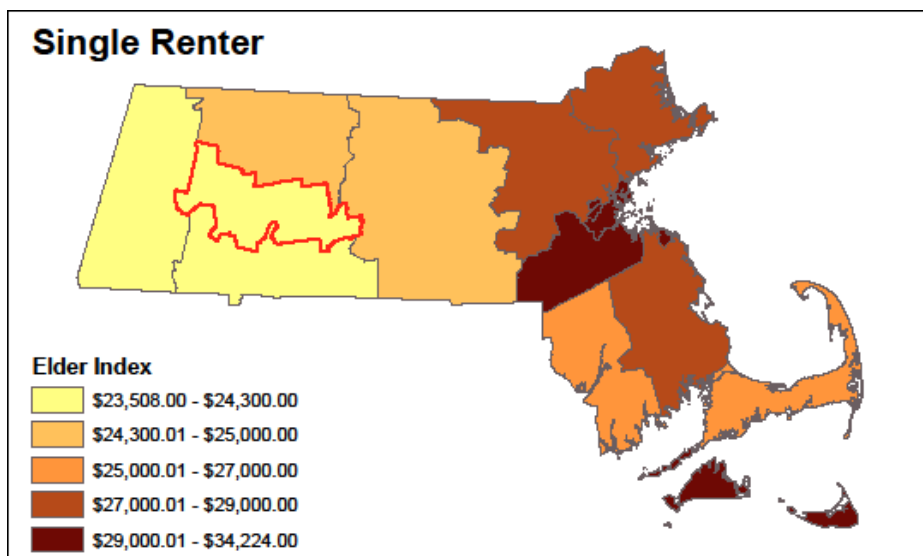 Single Renter
Elder Index
$23,508.00 - $24,300.00
$24,300.01 - $25,000.00
$25,000.01 - $27,000.00
$27,000.01 - $29,000.00
$29,000.01 - $34,224.00